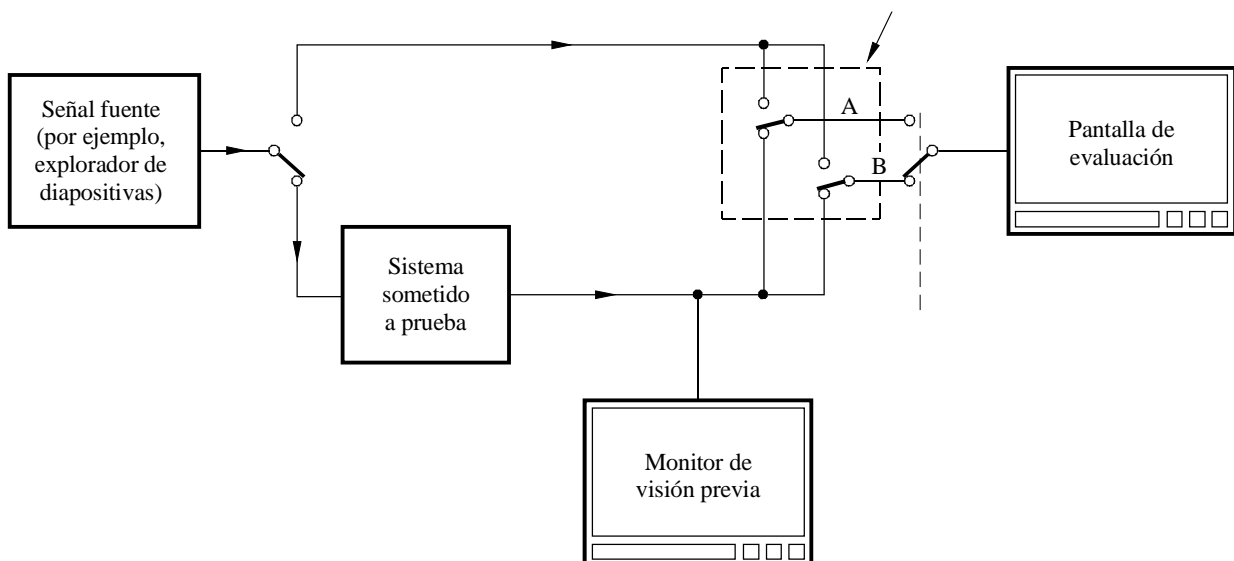 Señal fuente
(por ejemplo,
explorador de
diapositivas)
Sistema
sometido
a prueba
A
B
Pantalla de
evaluación
Monitor de
visión previa